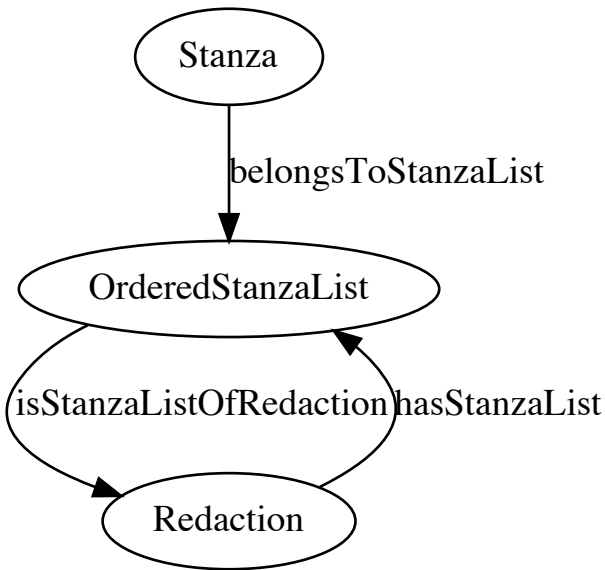 Stanza
belongsToStanzaList
OrderedStanzaList
isStanzaListOfRedaction
hasStanzaList
Redaction